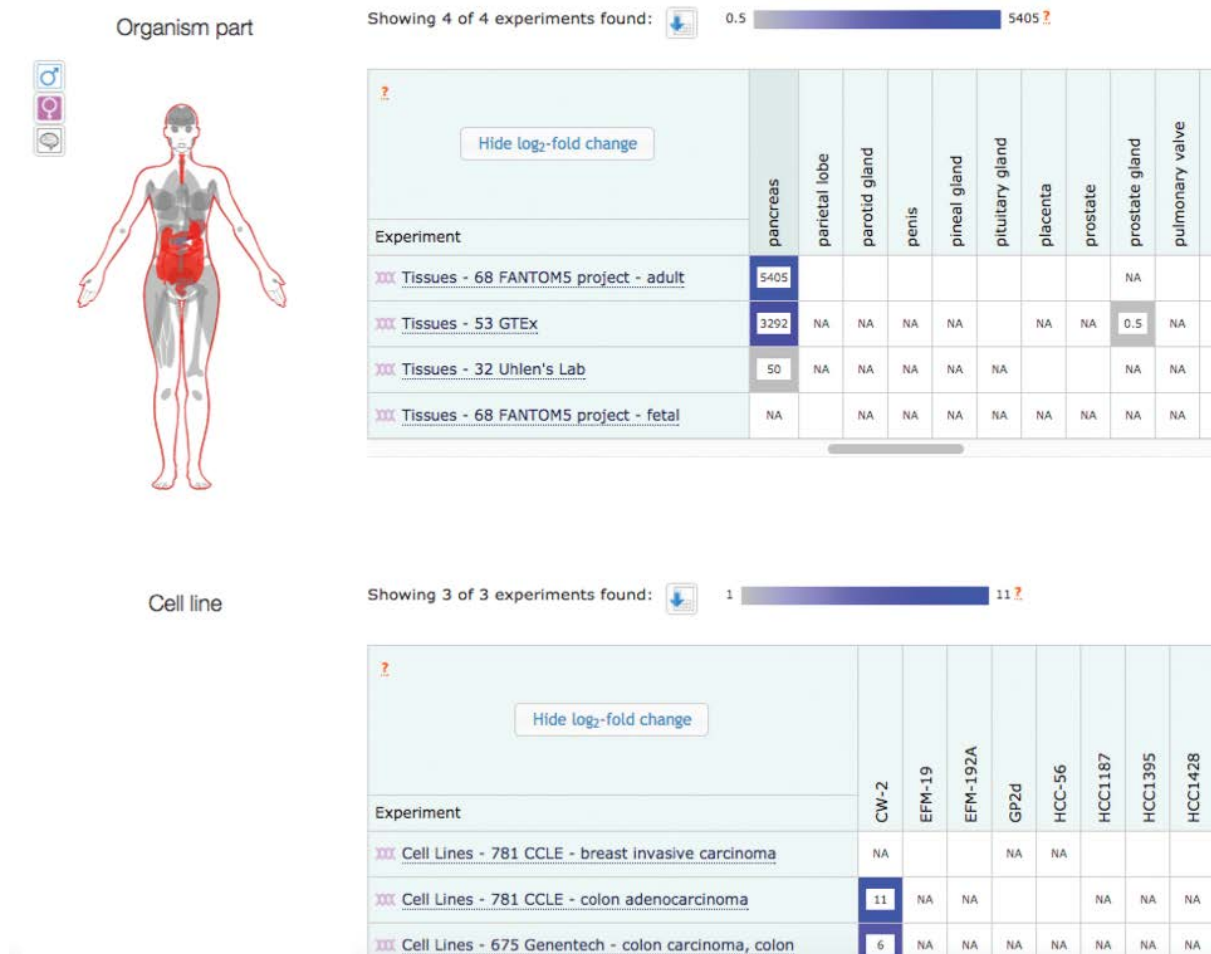 Organism part
Showing 4 of 4 experiments found:
0.5
5405 ?
?
Hide log2-fold change
Experiment
pancreas
parietal lobe
parotid gland
penis
pineal gland
pituitary gland
placenta
prostate
prostate gland
pulmonary valve
Tissues - 68 FANTOM5 project - adult 5405 NA
Tissues - 53 GTEx 3292 NA NA NA NA NA NA 0.5 NA
Tissues - 32 Uhlen's Lab 50 NA NA NA NA NA NA NA
Tissues - 68 FANTOM5 project - fetal NA NA NA NA NA NA NA NA NA
Cell line
Showing 3 of 3 experiments found:
1
11 ?
?
Hide log2-fold change
Experiment
CW-2
EFM-19
EFM-192A
GP2d
HCC-56
HCC1187
HCC1395
HCC1428
Cell Lines - 781 CCLE - breast invasive carcinoma NA NA NA
Cell Lines - 781 CCLE - colon adenocarcinoma 11 NA NA NA NA NA
Cell Lines - 675 Genentech - colon carcinoma, colon 6 NA NA NA NA NA NA NA